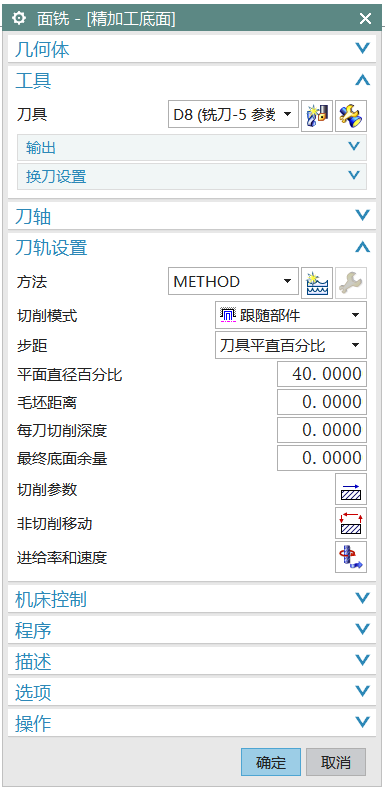 面铣 - [精加工底面]
几何体
工具
刀具 D8 (铣刀-5 参数
输出
换刀设置
刀轴
刀轨设置
方法 METHOD
切削模式 跟随部件
步距 刀具平直百分比
平面直径百分比 40.0000
毛坯距离 0.0000
每刀切削深度 0.0000
最终底面余量 0.0000
切削参数
非切削移动
进给率和速度
机床控制
程序
描述
选项
操作
确定 取消